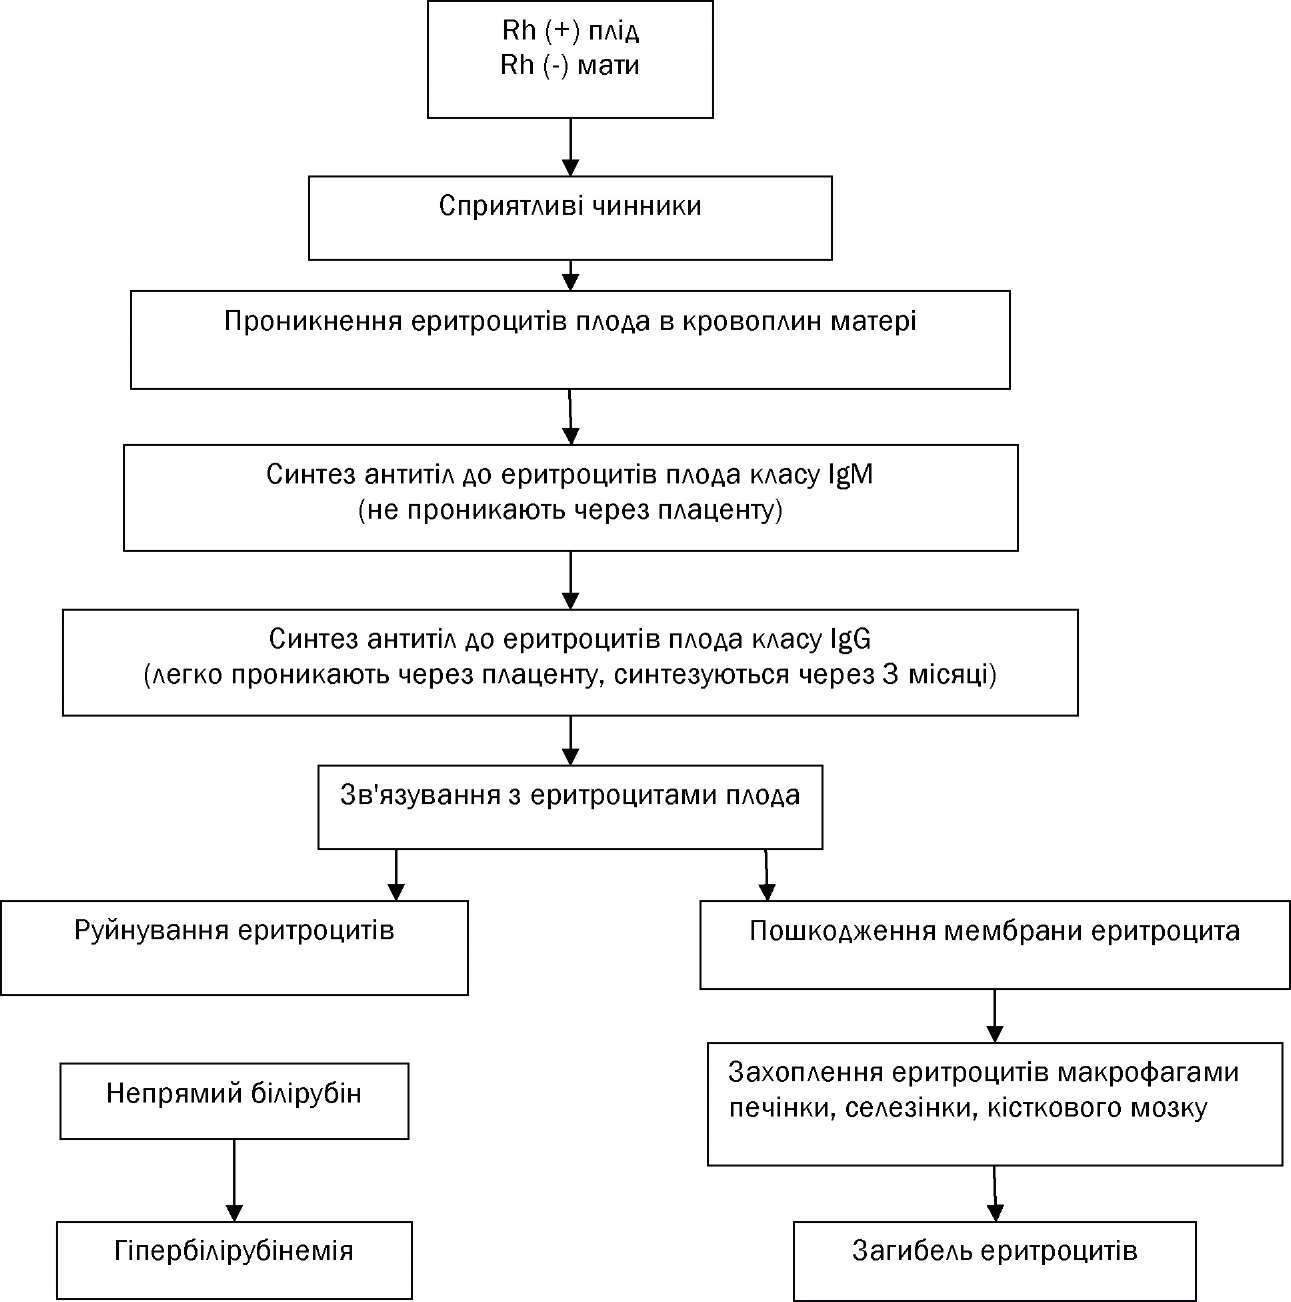 Rh (+) плід
Rh (-) мати
Сприятливі чинники
Проникнення еритроцитів плода в кровоплин матері
Синтез антитіл до еритроцитів плода класу IgM
(не проникають через плаценту)
Синтез антитіл до еритроцитів плода класу IgG
(легко проникають через плаценту, синтезуються через 3 місяці)
Зв'язування з еритроцитами плода
Руйнування еритроцитів
Пошкодження мембрани еритроцита
Непрямий білірубін
Захоплення еритроцитів макрофагами
печінки, селезінки, кісткового мозку
Гіпербілірубінемія
Загибель еритроцитів